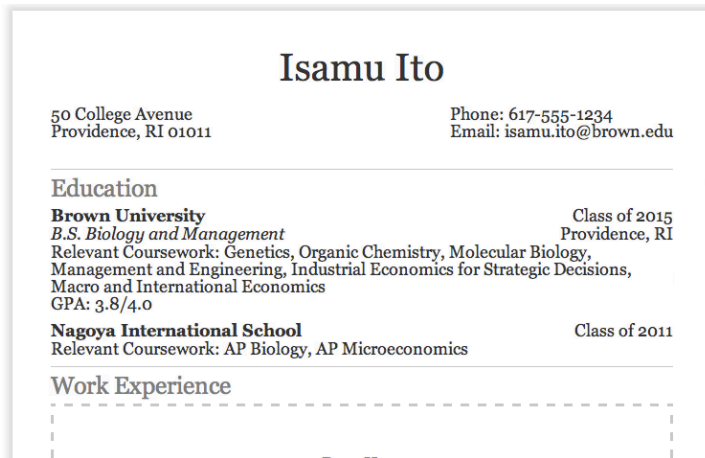 Isamu Ito
50 College Avenue
Providence, RI 01011
Phone: 617-555-1234
Email: isamu.ito@brown.edu
Education
Brown University Class of 2015
B.S. Biology and Management Providence, RI
Relevant Coursework: Genetics, Organic Chemistry, Molecular Biology,
Management and Engineering, Industrial Economics for Strategic Decisions,
Macro and International Economics
GPA: 3.8/4.0
Nagoya International School Class of 2011
Relevant Coursework: AP Biology, AP Microeconomics
Work Experience